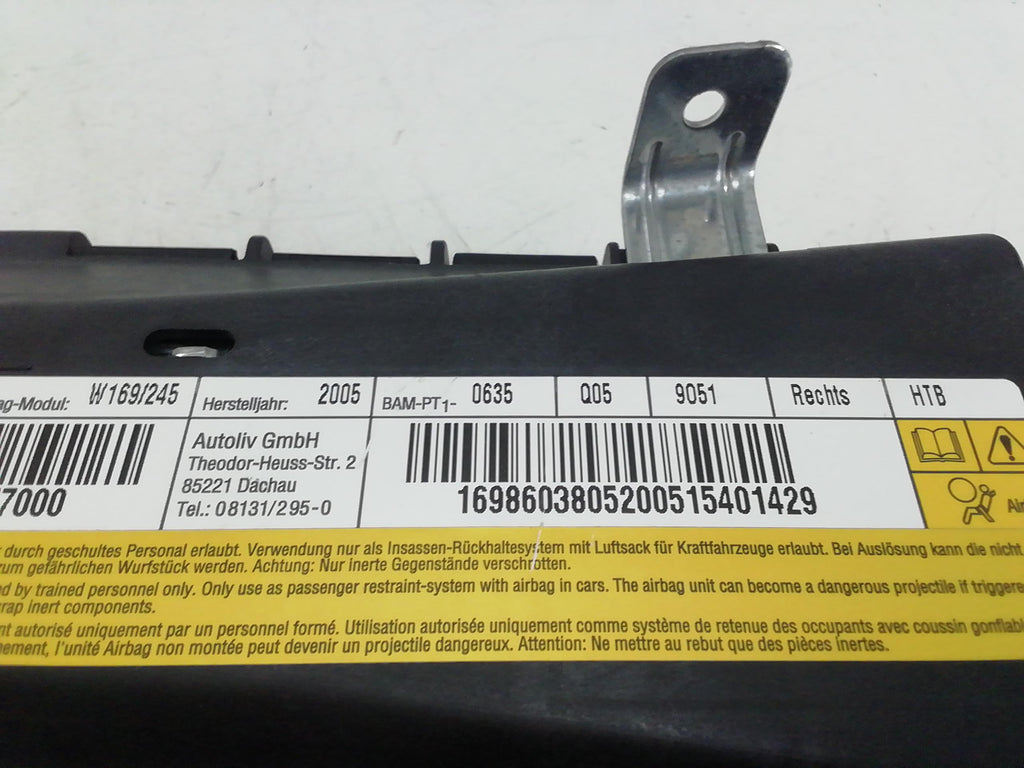 ag-Modul: W169/245
Herstelljahr: 2005
BAM-PT1- 0635
Q05
9051
Rechts
HTB
7000
Autoliv GmbH
Theodor-Heuss-Str. 2
85221 Dachau
Tel.: 08131/295-0
1698603805200515401429
Air
durch geschultes Personal erlaubt. Verwendung nur als Insassen-Rückhaltesystem mit Luftsack für Kraftfahrzeuge erlaubt. Bei Auslösung kann die nicht
zum gefährlichen Wurfstück werden. Achtung: Nur inerte Gegenstände verschrotten.
ed by trained personnel only. Only use as passenger restraint-system with airbag in cars. The airbag unit can become a dangerous projectile if triggered
rap inert components.
nt autorisé uniquement par un personnel formé. Utilisation autorisée uniquement comme système de retenue des occupants avec coussin gonflable
nement, l'unité Airbag non montée peut devenir un projectile dangereux. Attention: Ne mettre au rebut que des pièces inertes.